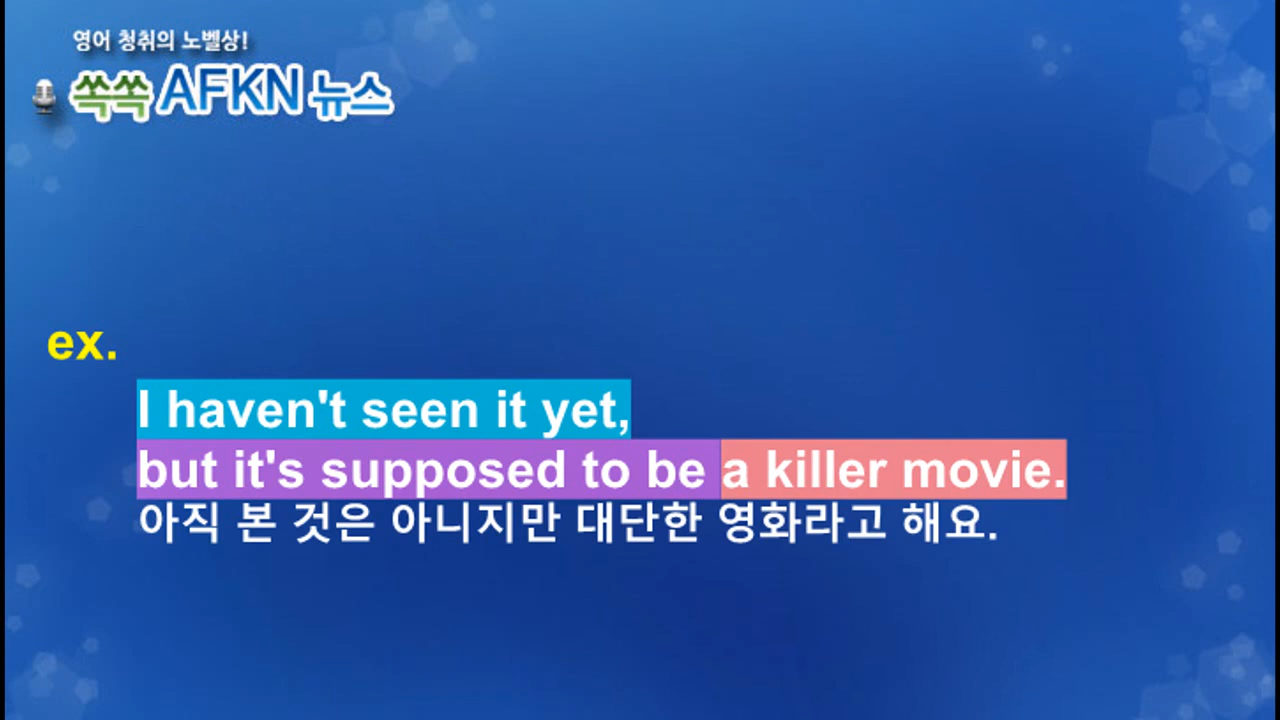 영어 청취의 노벨상!
쏙쏙 AFKN 뉴스
ex.
I haven't seen it yet,
but it's supposed to be a killer movie.
아직 본 것은 아니지만 대단한 영화라고 해요.